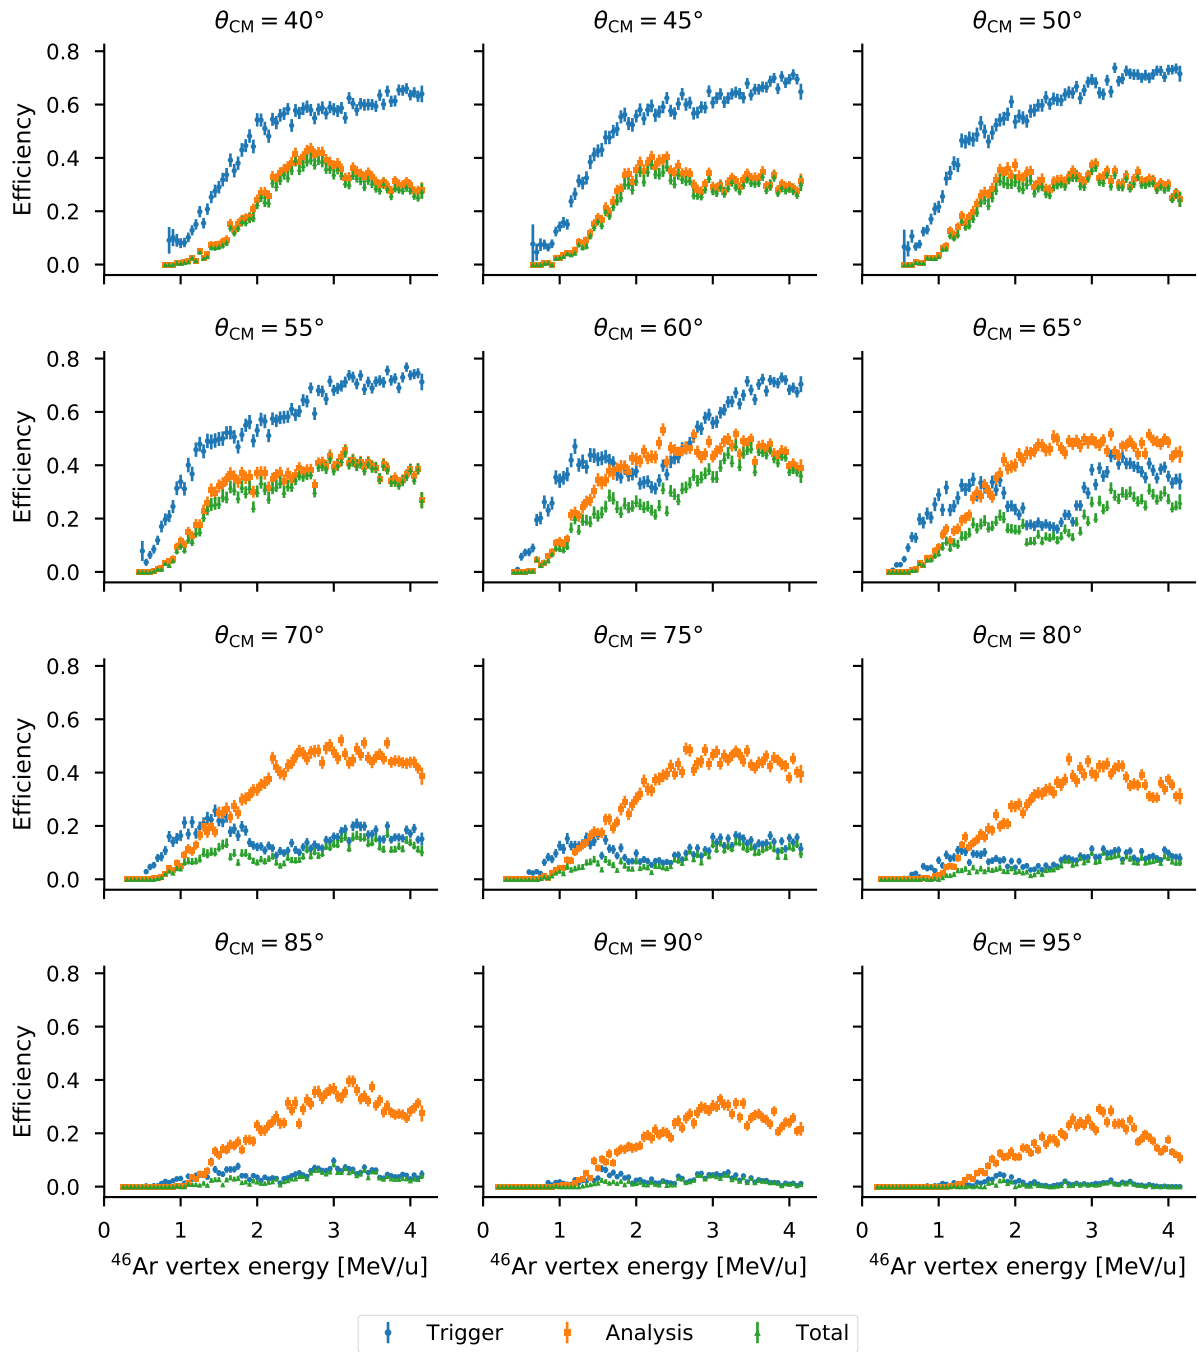 θCM = 40° θCM = 45° θCM = 50°
0.8
0.6
0.4
0.2
0.0
Efficiency
θCM = 55° θCM = 60° θCM = 65°
0.8
0.6
0.4
0.2
0.0
Efficiency
θCM = 70° θCM = 75° θCM = 80°
0.8
0.6
0.4
0.2
0.0
Efficiency
θCM = 85° θCM = 90° θCM = 95°
0.8
0.6
0.4
0.2
0.0
Efficiency
0 1 2 3 4 0 1 2 3 4 0 1 2 3 4
⁴⁶Ar vertex energy [MeV/u] ⁴⁶Ar vertex energy [MeV/u] ⁴⁶Ar vertex energy [MeV/u]
Trigger Analysis Total